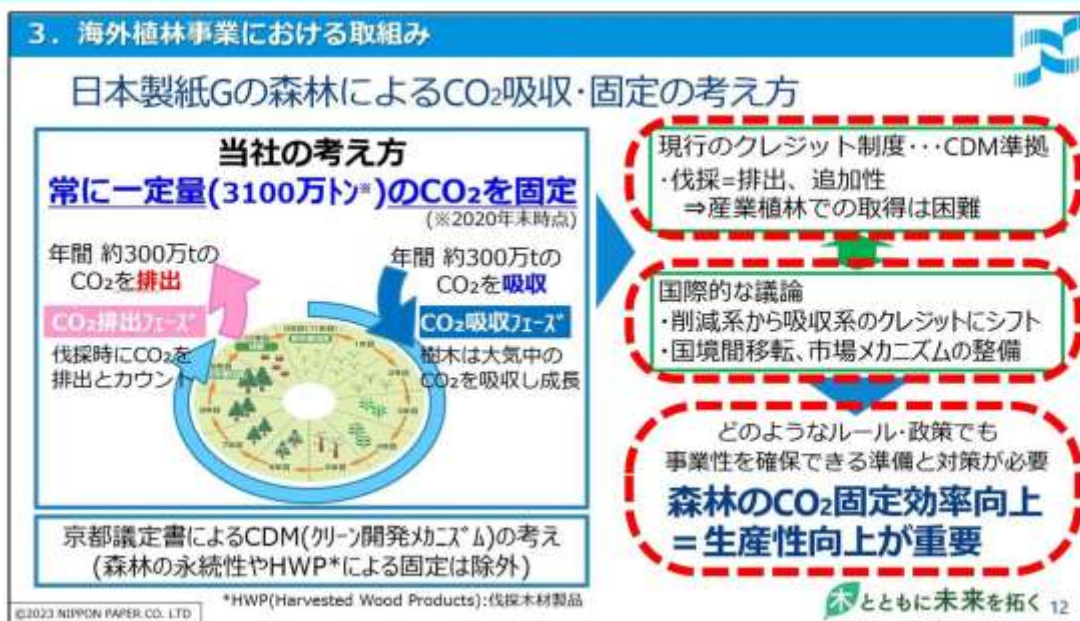 3．海外植林事業における取組み
日本製紙Gの森林によるCO₂吸収･固定の考え方
当社の考え方
常に一定量(3100万ﾄﾝ※)のCO₂を固定
(※2020年末時点)
年間 約300万tの
CO₂を排出
CO₂排出ﾌｪｰｽﾞ
伐採時にCO₂を
排出とカウント
年間 約300万tの
CO₂を吸収
CO₂吸収ﾌｪｰｽﾞ
樹木は大気中の
CO₂を吸収し成長
京都議定書によるCDM(ｸﾘｰﾝ開発ﾒｶﾆｽﾞﾑ)の考え
(森林の永続性やHWP*による固定は除外)
*HWP(Harvested Wood Products):伐採木材製品
現行のクレジット制度･･･CDM準拠
･伐採=排出、追加性
⇒産業植林での取得は困難
国際的な議論
･削減系から吸収系のクレジットにシフト
･国境間移転、市場メカニズムの整備
どのようなルール･政策でも
事業性を確保できる準備と対策が必要
森林のCO₂固定効率向上
＝生産性向上が重要
©2023 NIPPON PAPER CO. LTD
木とともに未来を拓く
12